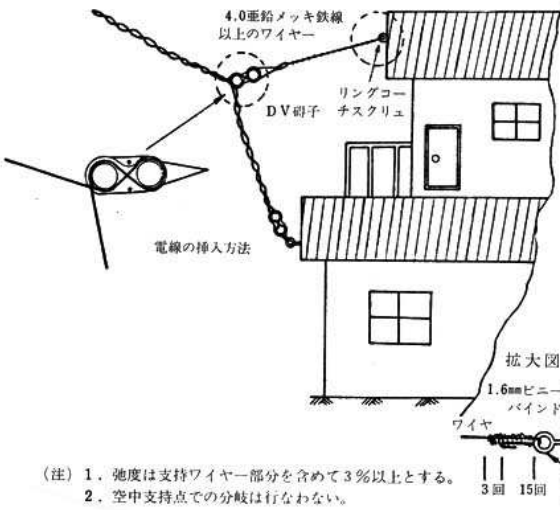 4.0亜鉛メッキ鉄線
以上のワイヤー
リングコー
チスクリュ
DV碍子
電線の挿入方法
拡大図
1.6mmビニー
バインド
ワイヤ
3回 15回
(注) 1. 弛度は支持ワイヤー部分を含めて3%以上とする。
2. 空中支持点での分岐は行なわない。